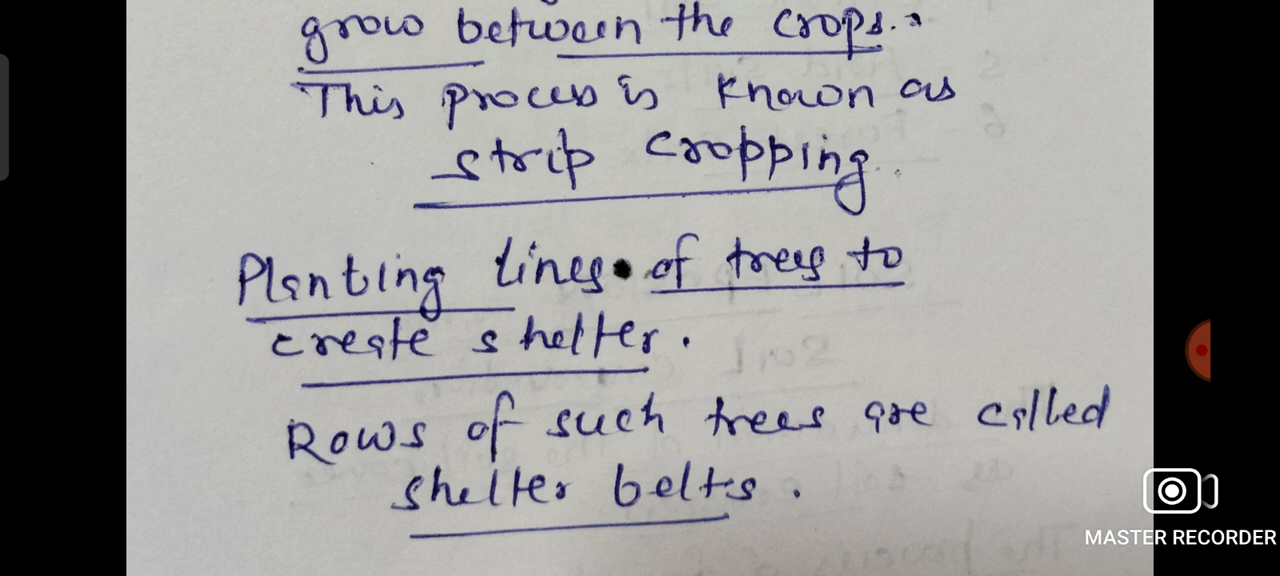 grow between the crops.
This process is known as
strip cropping.
Planting lines of trees to
create shelter.
Rows of such trees are called
shelter belts.
MASTER RECORDER